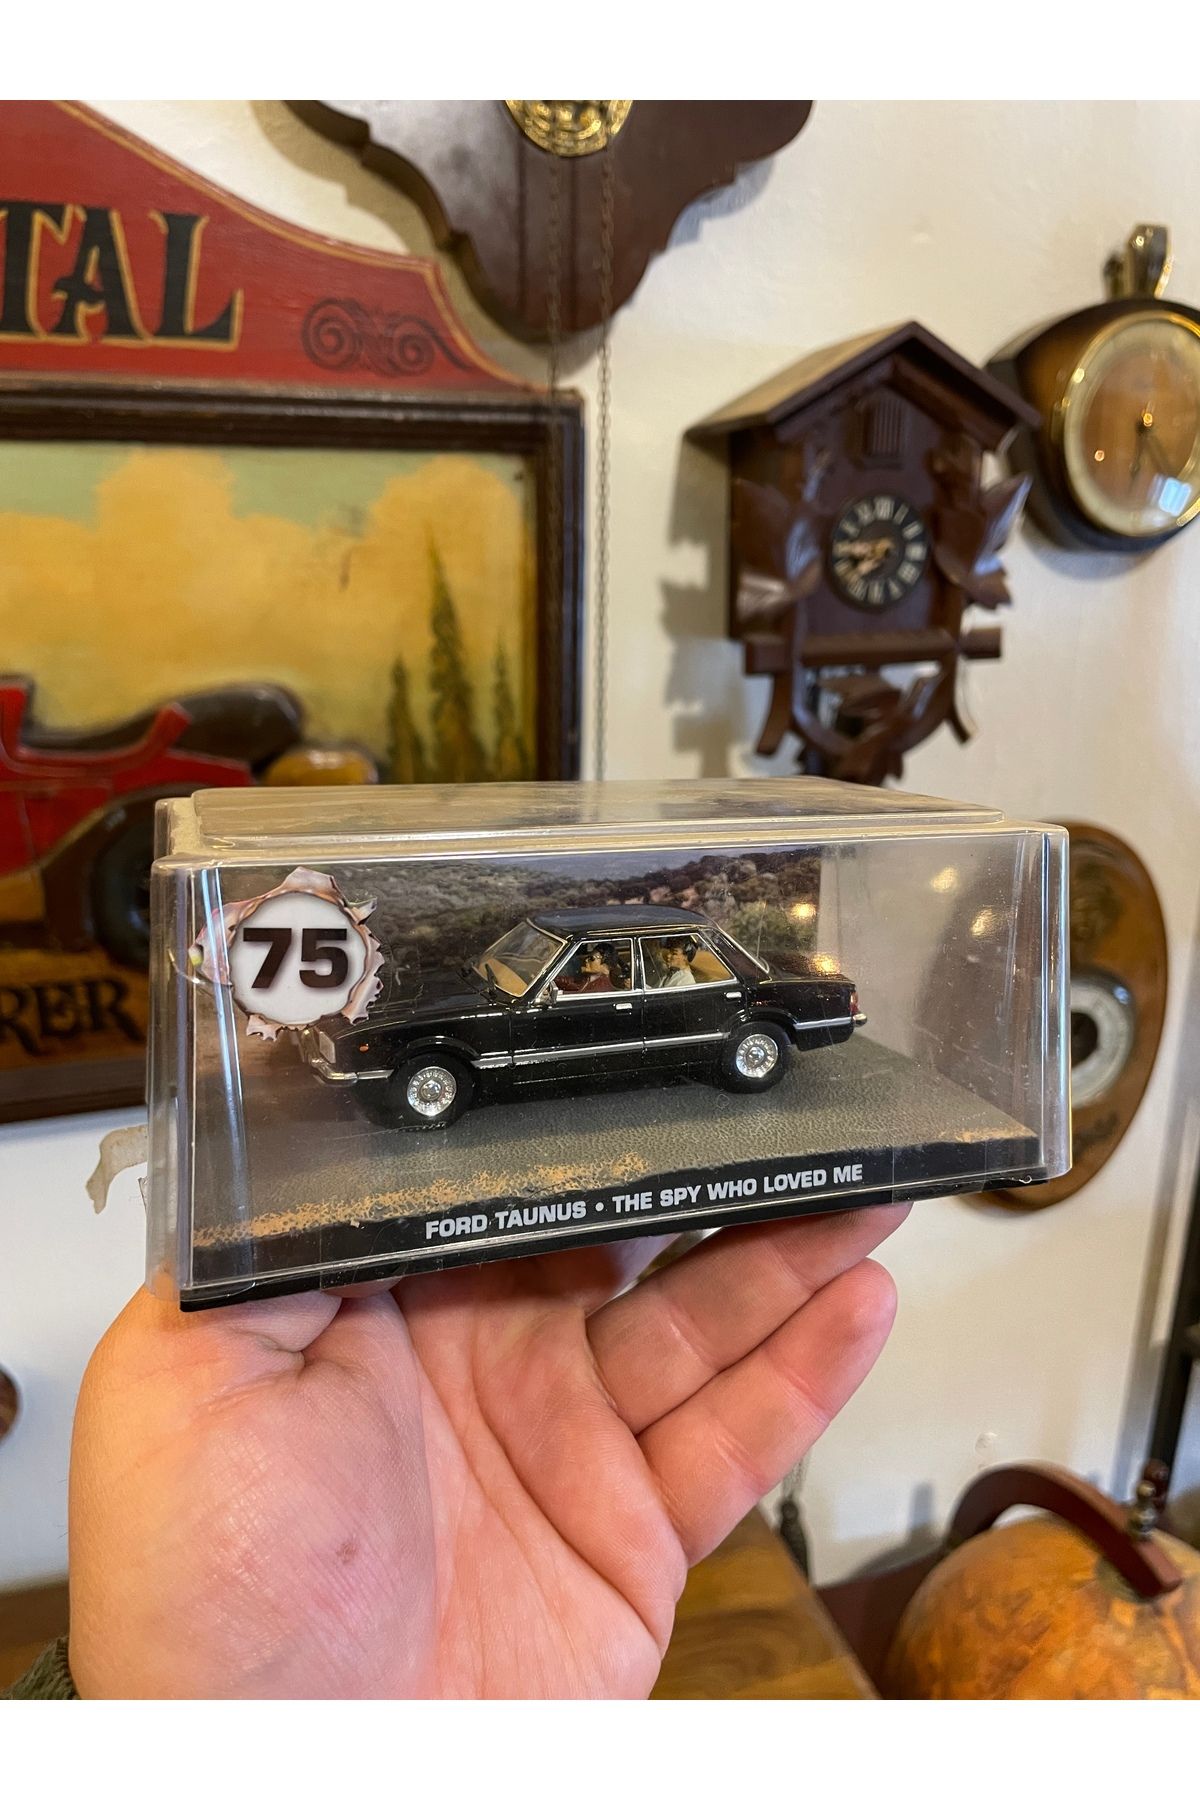 TAL
RER
75
FORD TAUNUS • THE SPY WHO LOVED ME